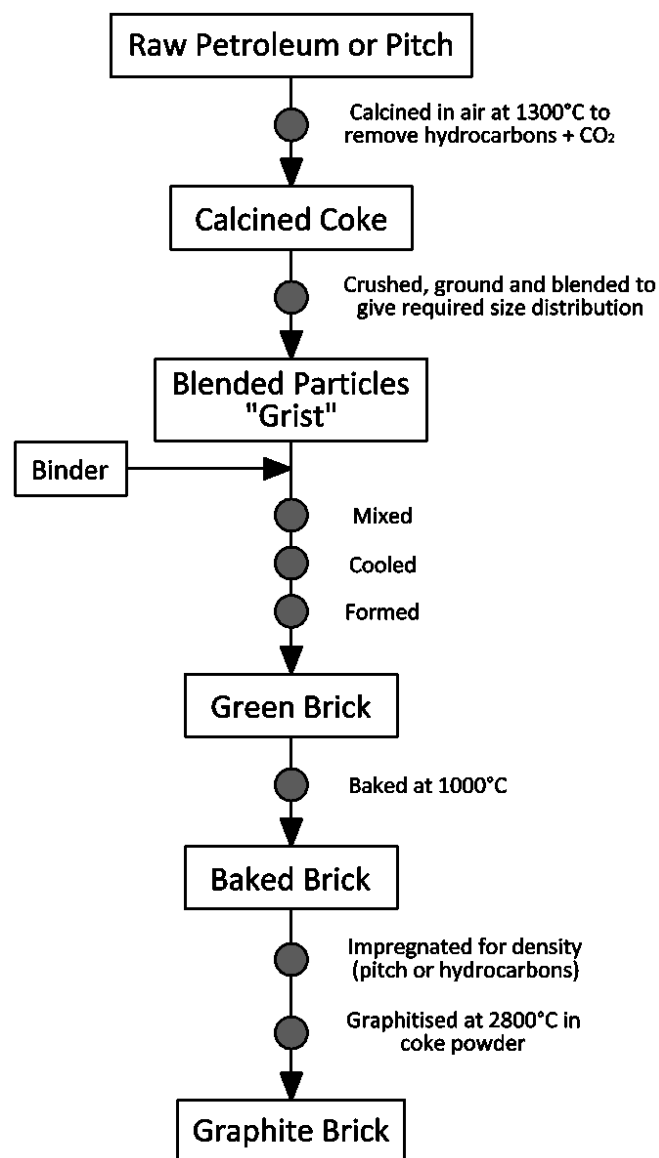 Raw Petroleum or Pitch
Calcined in air at 1300°C to
remove hydrocarbons + CO₂
Calcined Coke
Crushed, ground and blended to
give required size distribution
Blended Particles
"Grist"
Binder
Mixed
Cooled
Formed
Green Brick
Baked at 1000°C
Baked Brick
Impregnated for density
(pitch or hydrocarbons)
Graphitised at 2800°C in
coke powder
Graphite Brick